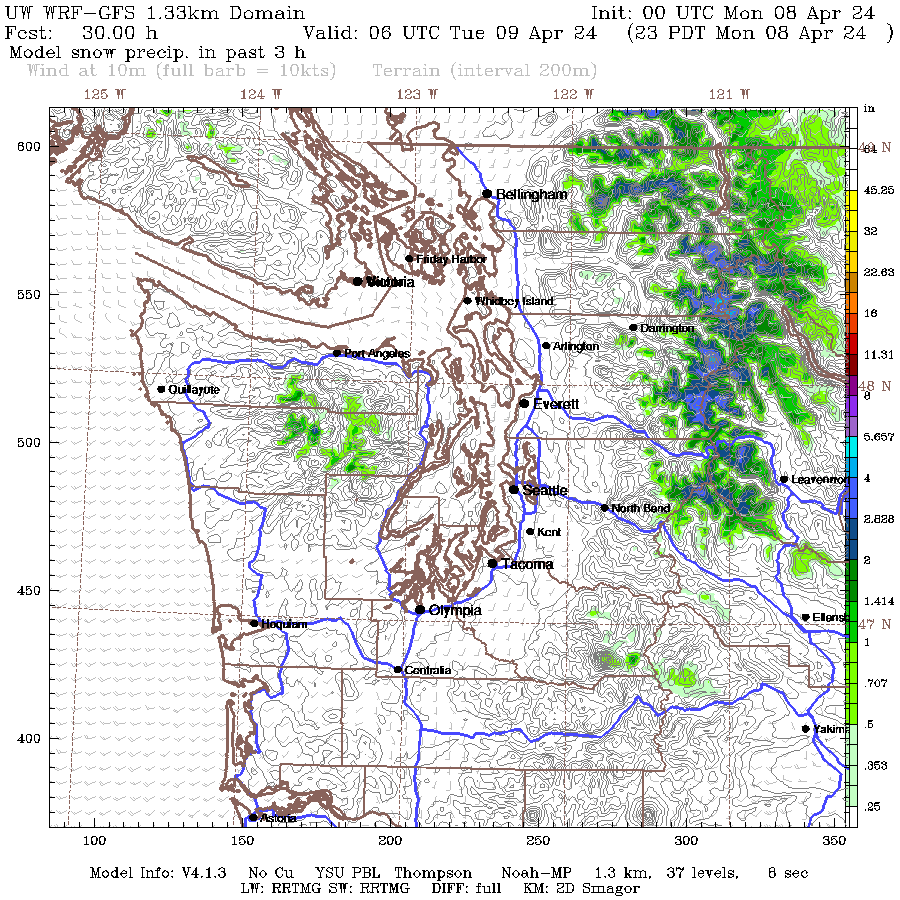 UW WRF-GFS 1.33km Domain Init: 00 UTC Mon 08 Apr 24
Fcst: 30.00 h Valid: 06 UTC Tue 09 Apr 24 (23 PDT Mon 08 Apr 24 )
Model snow precip. in past 3 h
Wind at 10m (full barb = 10kts) Terrain (interval 200m)
125 W 124 W 123 W 122 W 121 W
in
600
64
N
Bellingham
45.25
32
Friday Harbor
22.63
Victoria
550
Whidbey Island
16
Darrington
Arlington
11.31
Port Angeles
Quillayute
48 N
8
Everett
5.657
500
4
Leavenwor
Seattle
North Bend
2.828
Kent
2
Tacoma
450
1.414
Olympia
Ellens
Hoquiam
47 N
1
Centralia
.707
.5
400
Yakima
.353
.25
Astoria
100 150 200 250 300 350
Model Info: V4.1.3 No Cu YSU PBL Thompson Noah-MP 1.3 km, 37 levels, 8 sec
LW: RRTMG SW: RRTMG DIFF: full KM: 2D Smagor